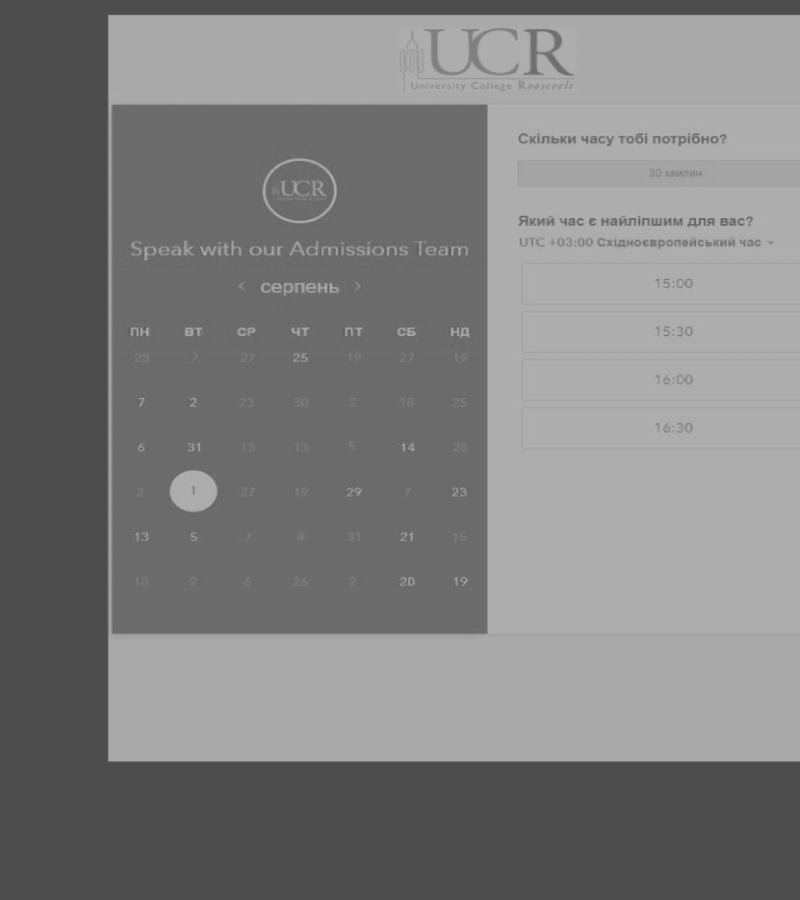 UCR
University College Roosevelt
UCR
Speak with our Admissions Team
‹ серпень ›
ПН ВТ СР ЧТ ПТ СБ НД
28 7 27 25 19 27 19
7 2 23 30 2 18 25
6 31 13 13 5 14 28
2 1 27 19 29 7 23
13 5 7 4 31 21 15
18 2 6 26 2 20 19
Скільки часу тобі потрібно?
30 хвилин
Який час є найліпшим для вас?
UTC +03:00 Східноєвропейський час
15:00
15:30
16:00
16:30